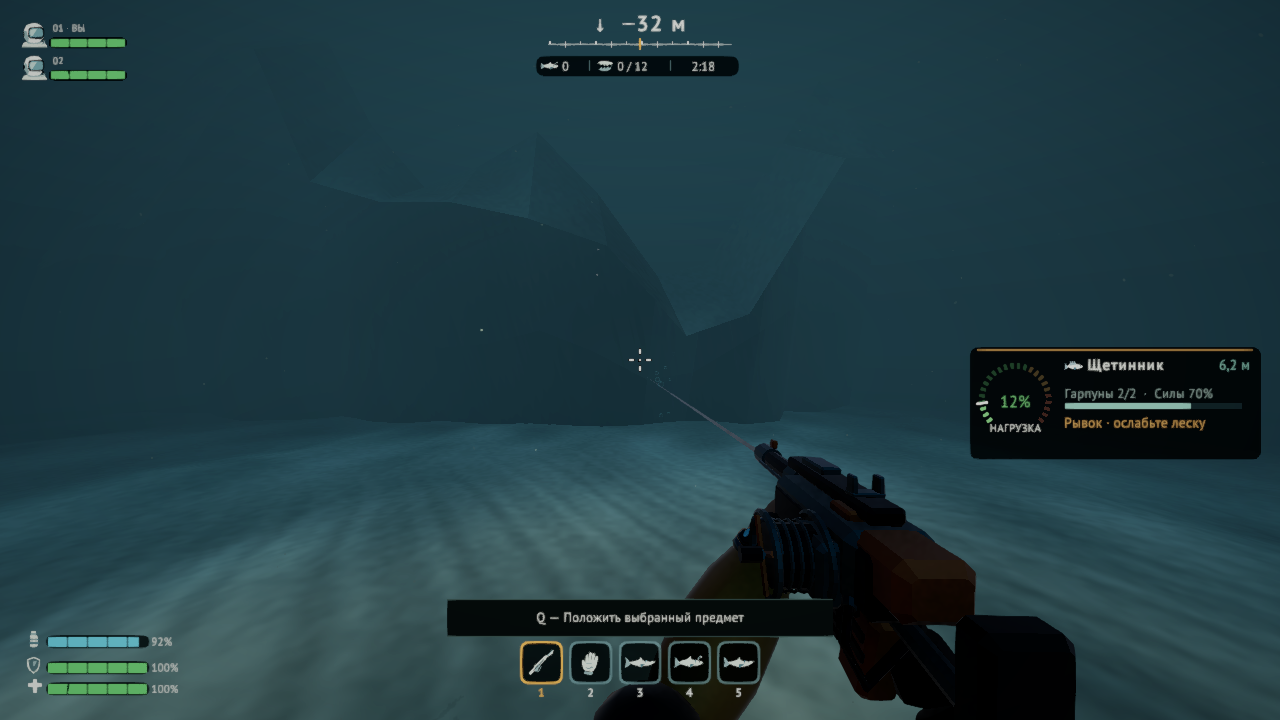 01 · ВЫ
02
↓ −32 м
0 | 0 / 12 | 2:18
Щетинник 6,2 м
Гарпуны 2/2 · Силы 70%
12%
Рывок · ослабьте леску
НАГРУЗКА
Q — Положить выбранный предмет
92%
100%
100%
1 2 3 4 5